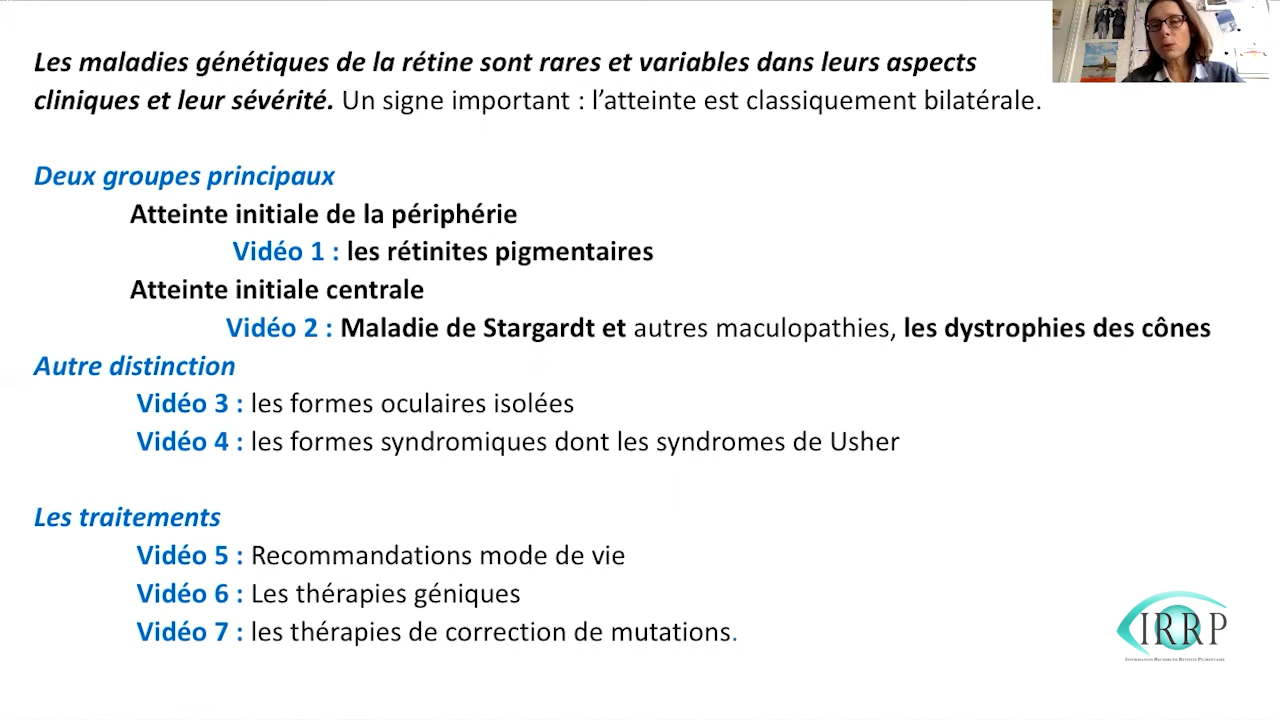 Les maladies génétiques de la rétine sont rares et variables dans leurs aspects
cliniques et leur sévérité. Un signe important : l’atteinte est classiquement bilatérale.
Deux groupes principaux
Atteinte initiale de la périphérie
Vidéo 1 : les rétinites pigmentaires
Atteinte initiale centrale
Vidéo 2 : Maladie de Stargardt et autres maculopathies, les dystrophies des cônes
Autre distinction
Vidéo 3 : les formes oculaires isolées
Vidéo 4 : les formes syndromiques dont les syndromes de Usher
Les traitements
Vidéo 5 : Recommandations mode de vie
Vidéo 6 : Les thérapies géniques
Vidéo 7 : les thérapies de correction de mutations.
IRRP
Information Recherche Rétinite Pigmentaire